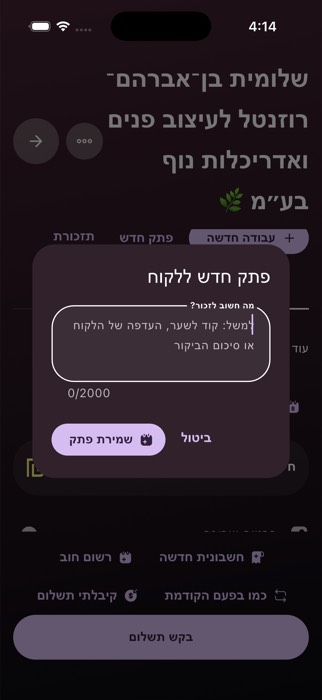 4:14
שלומית בן־אברהם־
רוזנטל לעיצוב פנים
ואדריכלות נוף
בע״מ 🌿
+ עבודה חדשה
פתק חדש
תזכורת
פתק חדש ללקוח
מה חשוב לזכור?
למשל: קוד לשער, העדפה של הלקוח
או סיכום הביקור
0/2000
ביטול
שמירת פתק
עוד
חשבונית חדשה
רשום חוב
כמו בפעם הקודמת
קיבלתי תשלום
בקש תשלום